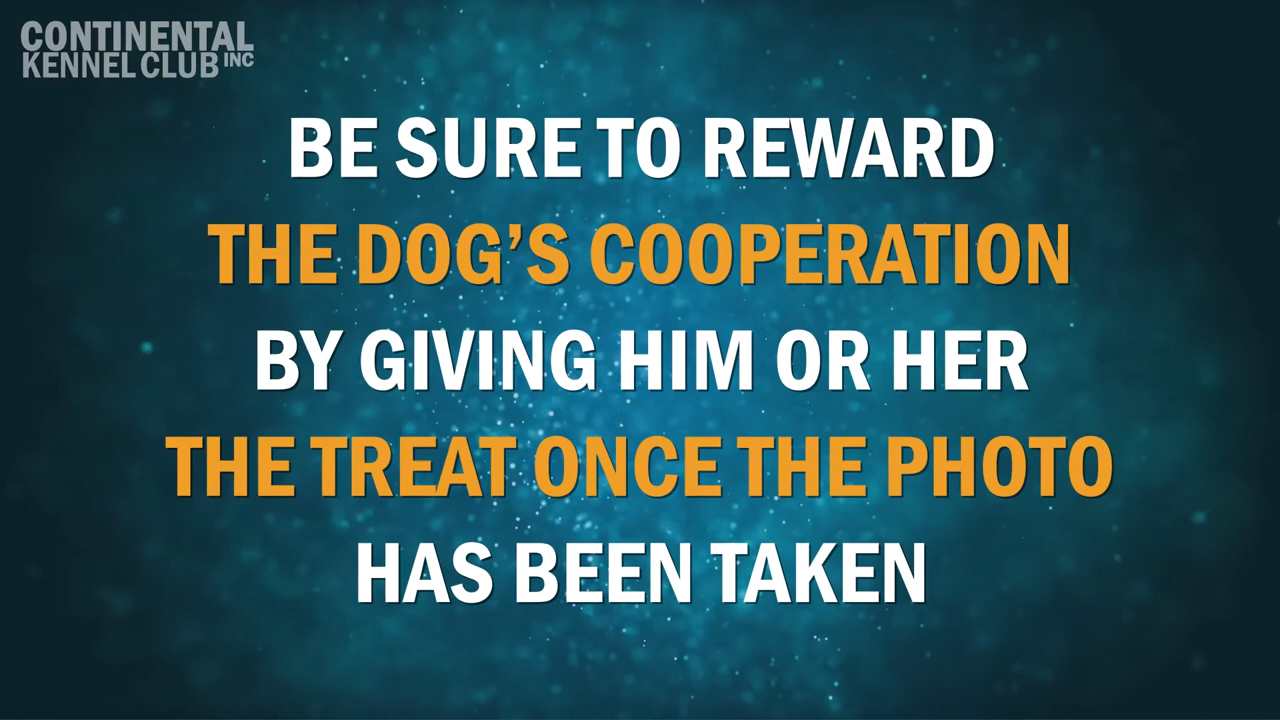 CONTINENTAL
KENNEL CLUB INC
BE SURE TO REWARD
THE DOG’S COOPERATION
BY GIVING HIM OR HER
THE TREAT ONCE THE PHOTO
HAS BEEN TAKEN